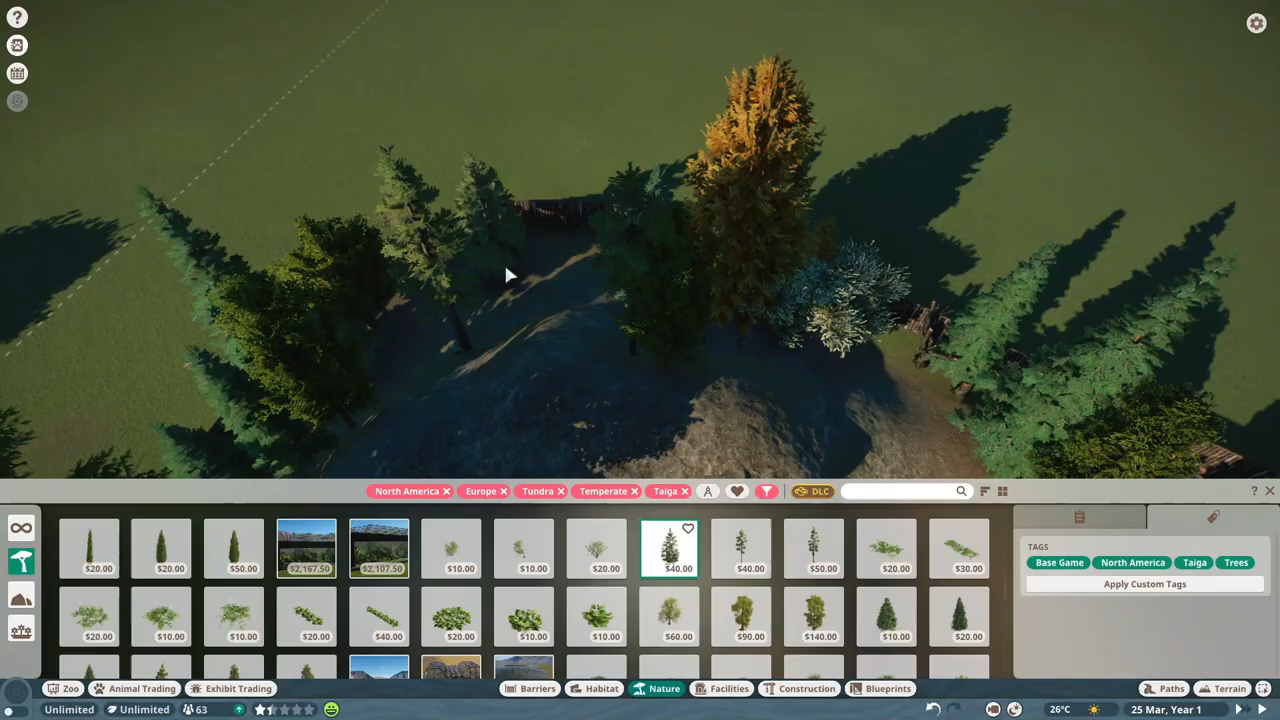 ?
North America ✕ Europe ✕ Tundra ✕ Temperate ✕ Taiga ✕ DLC ? ✕
$20.00 $20.00 $50.00 $2,167.50 $2,107.50 $10.00 $10.00 $20.00 $40.00 $40.00 $50.00 $20.00 $30.00
TAGS
Base Game North America Taiga Trees
Apply Custom Tags
$20.00 $10.00 $10.00 $20.00 $40.00 $20.00 $10.00 $10.00 $60.00 $90.00 $140.00 $10.00 $20.00
Zoo Animal Trading Exhibit Trading Barriers Habitat Nature Facilities Construction Blueprints Paths Terrain
Unlimited Unlimited 63 26°C 25 Mar, Year 1